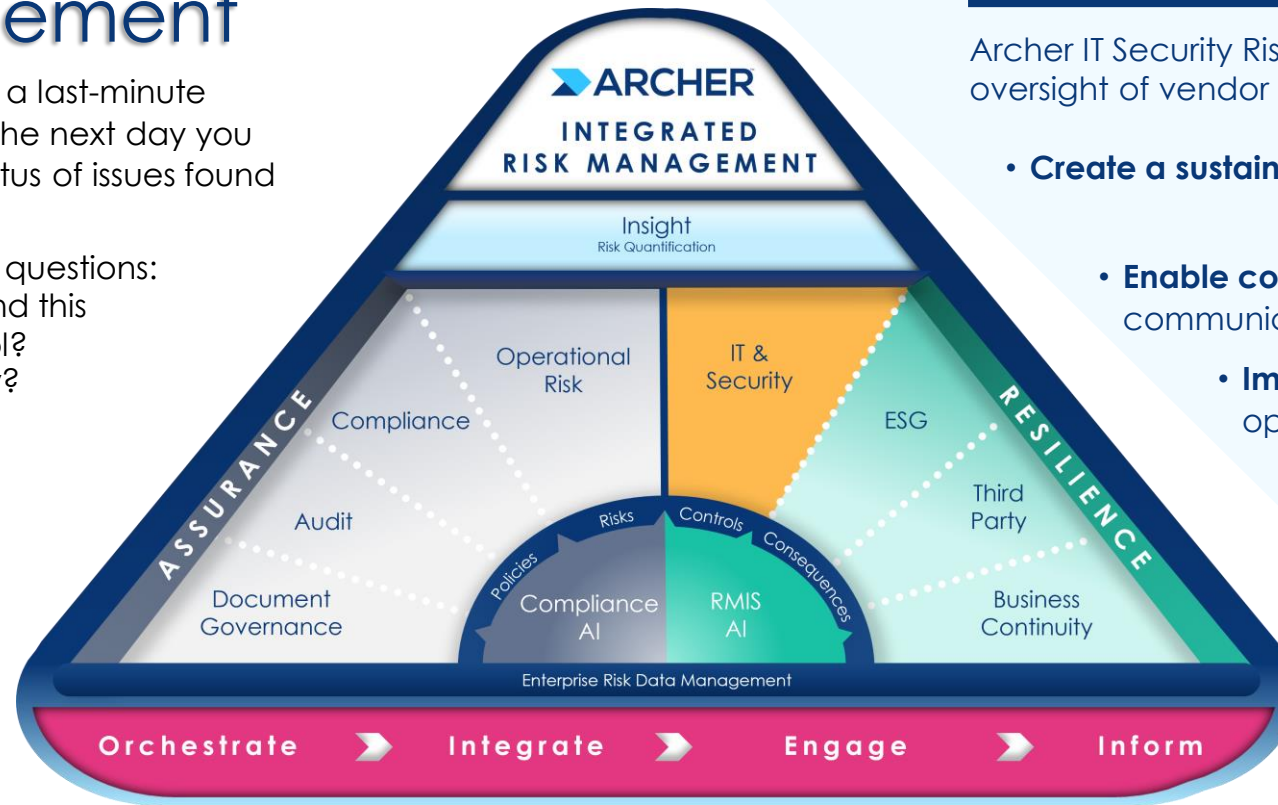 ement
a last-minute
he next day you
tus of issues found
questions:
nd this
ol?
?
ARCHER
INTEGRATED
RISK MANAGEMENT
Insight
Risk Quantification
ASSURANCE
Operational
Risk
Compliance
Audit
Document
Governance
IT &
Security
ESG
Third
Party
Business
Continuity
RESILIENCE
Policies
Risks
Controls
Consequences
Compliance
AI
RMIS
AI
Enterprise Risk Data Management
Orchestrate
Integrate
Engage
Inform
Archer IT Security Ris
oversight of vendor
• Create a sustain
• Enable co
communic
• Im
op